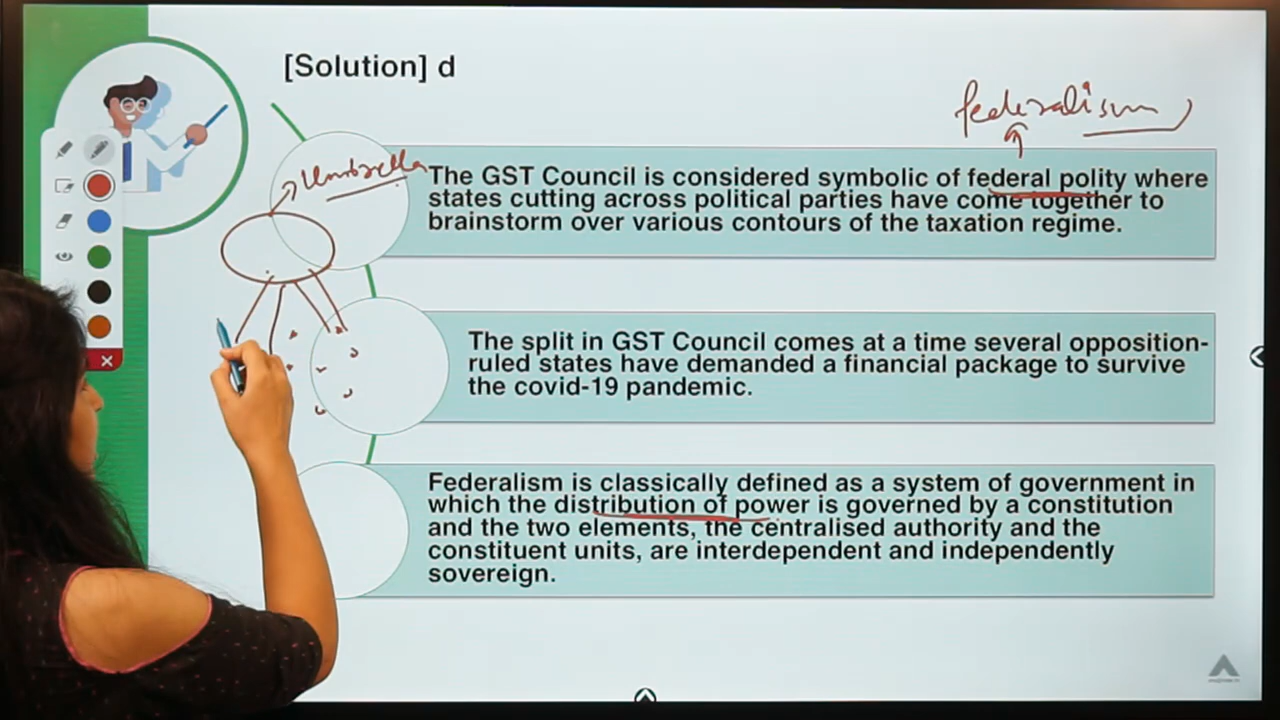 [Solution] d
federalism
Umbrella
The GST Council is considered symbolic of federal polity where
states cutting across political parties have come together to
brainstorm over various contours of the taxation regime.
The split in GST Council comes at a time several opposition-
ruled states have demanded a financial package to survive
the covid-19 pandemic.
Federalism is classically defined as a system of government in
which the distribution of power is governed by a constitution
and the two elements, the centralised authority and the
constituent units, are interdependent and independently
sovereign.